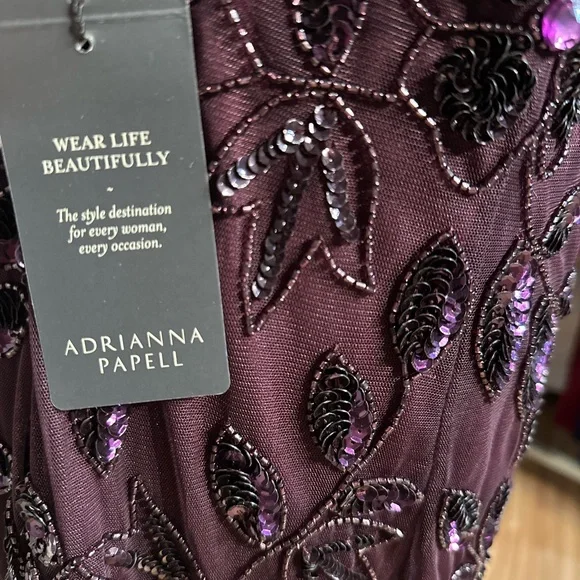 WEAR LIFE
BEAUTIFULLY
The style destination
for every woman,
every occasion.
ADRIANNA
PAPELL